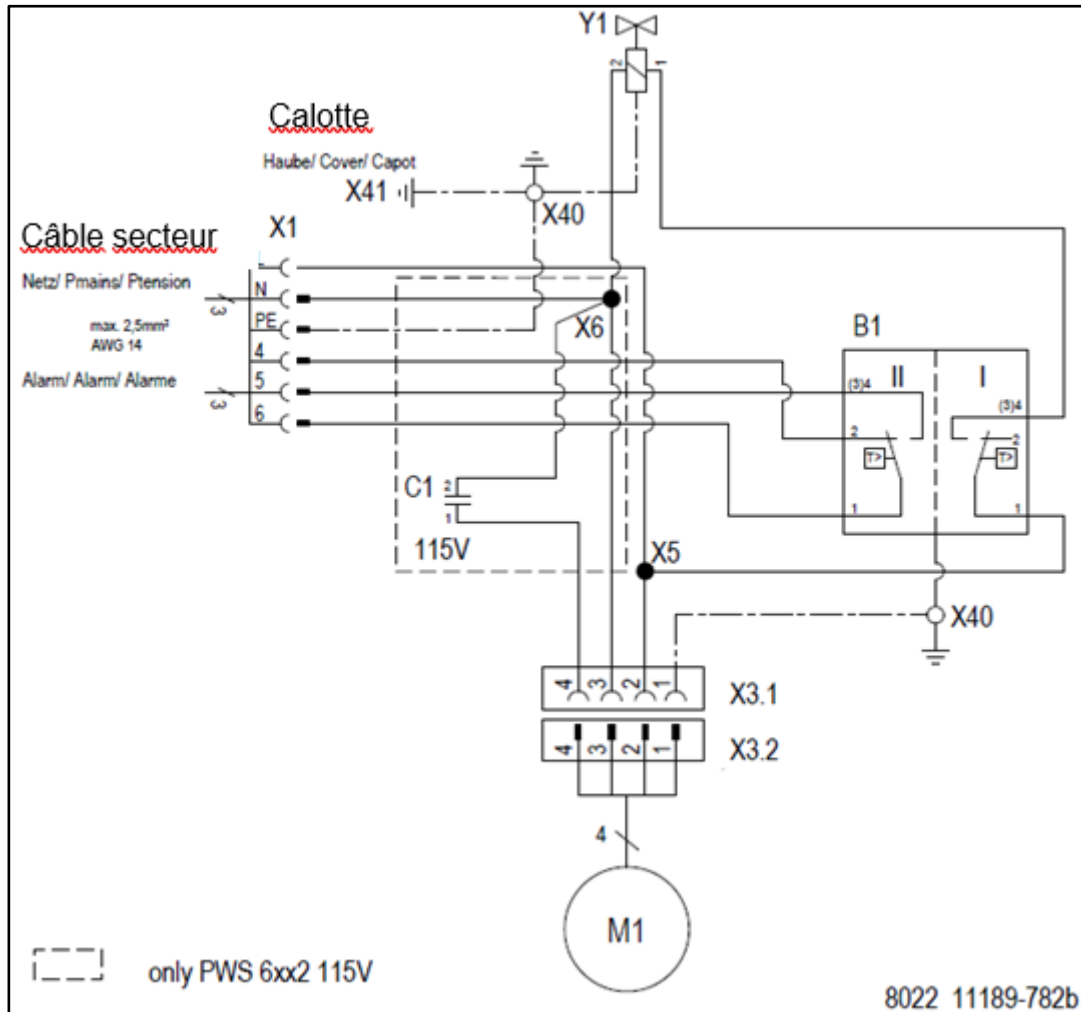 Y1
2
1
Calotte
Haube/ Cover/ Capot
X41
X40
Câble secteur
X1
L
Netz/ Pmains/ Ptension
N
3
PE
max. 2,5mm²
AWG 14
X6
B1
4
Alarm/ Alarm/ Alarme
5
3
6
(3)4
II
I
(3)4
2
2
T>
T>
C1
2
1
1
1
115V
X5
X40
4
3
2
1
X3.1
4
3
2
1
X3.2
4
M1
only PWS 6xx2 115V
8022 11189-782b